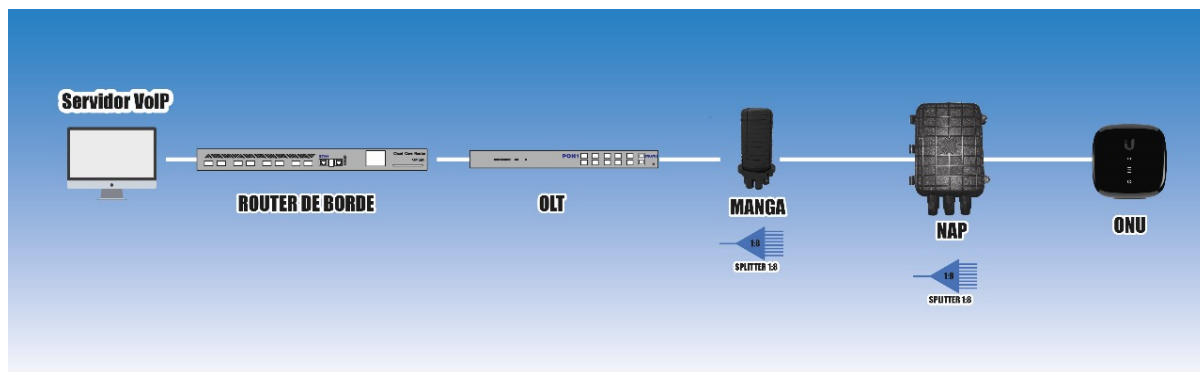 Servidor VoIP
ROUTER DE BORDE
PON1
OLT
MANGA
1:8
SPLITTER 1:8
NAP
1:8
SPLITTER 1:8
ONU